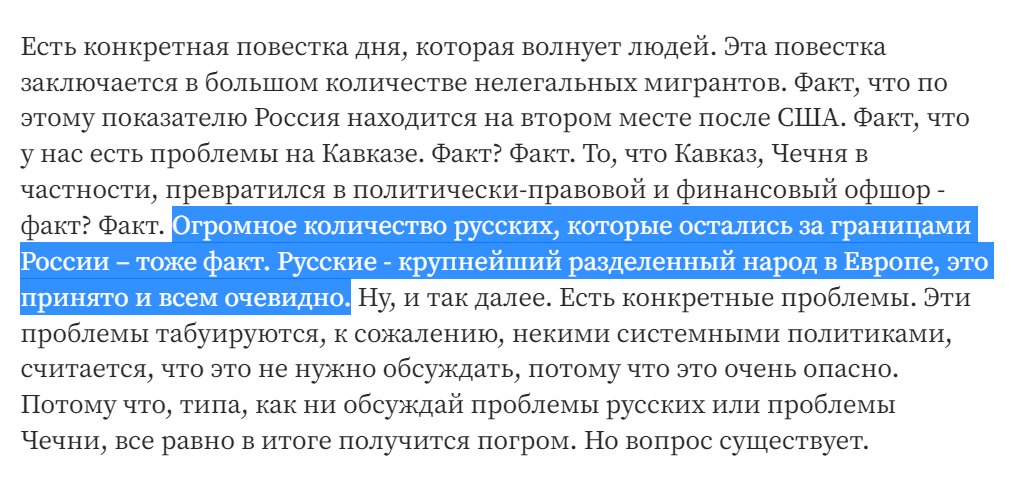 Есть конкретная повестка дня, которая волнует людей. Эта повестка
заключается в большом количестве нелегальных мигрантов. Факт, что по
этому показателю Россия находится на втором месте после США. Факт, что
у нас есть проблемы на Кавказе. Факт? Факт. То, что Кавказ, Чечня в
частности, превратился в политически-правовой и финансовый офшор -
факт? Факт. Огромное количество русских, которые остались за границами
России – тоже факт. Русские - крупнейший разделенный народ в Европе, это
принято и всем очевидно. Ну, и так далее. Есть конкретные проблемы. Эти
проблемы табуируются, к сожалению, некими системными политиками,
считается, что это не нужно обсуждать, потому что это очень опасно.
Потому что, типа, как ни обсуждай проблемы русских или проблемы
Чечни, все равно в итоге получится погром. Но вопрос существует.